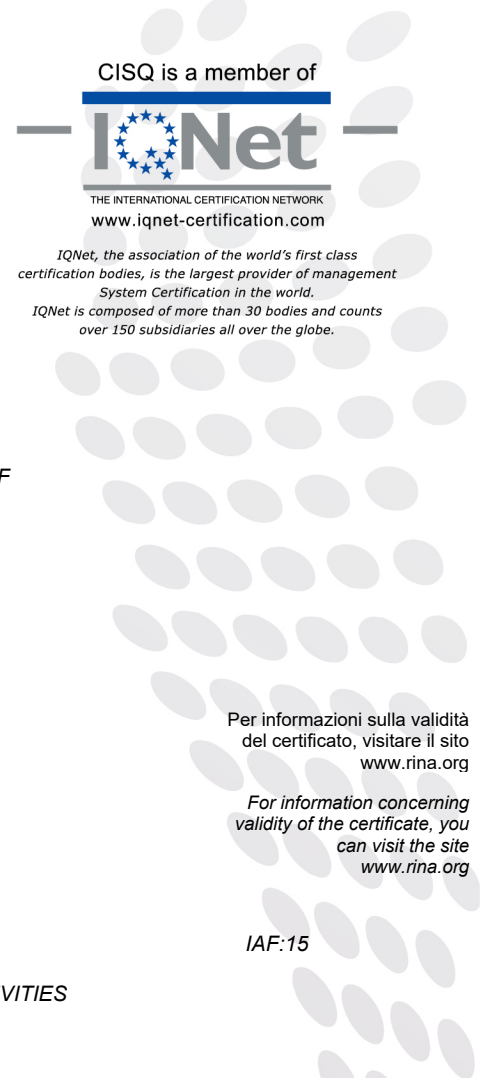 CISQ is a member of
IQNet
THE INTERNATIONAL CERTIFICATION NETWORK
www.iqnet-certification.com
IQNet, the association of the world's first class
certification bodies, is the largest provider of management
System Certification in the world.
IQNet is composed of more than 30 bodies and counts
over 150 subsidiaries all over the globe.
F
Per informazioni sulla validità
del certificato, visitare il sito
www.rina.org
For information concerning
validity of the certificate, you
can visit the site
www.rina.org
IAF:15
VITIES